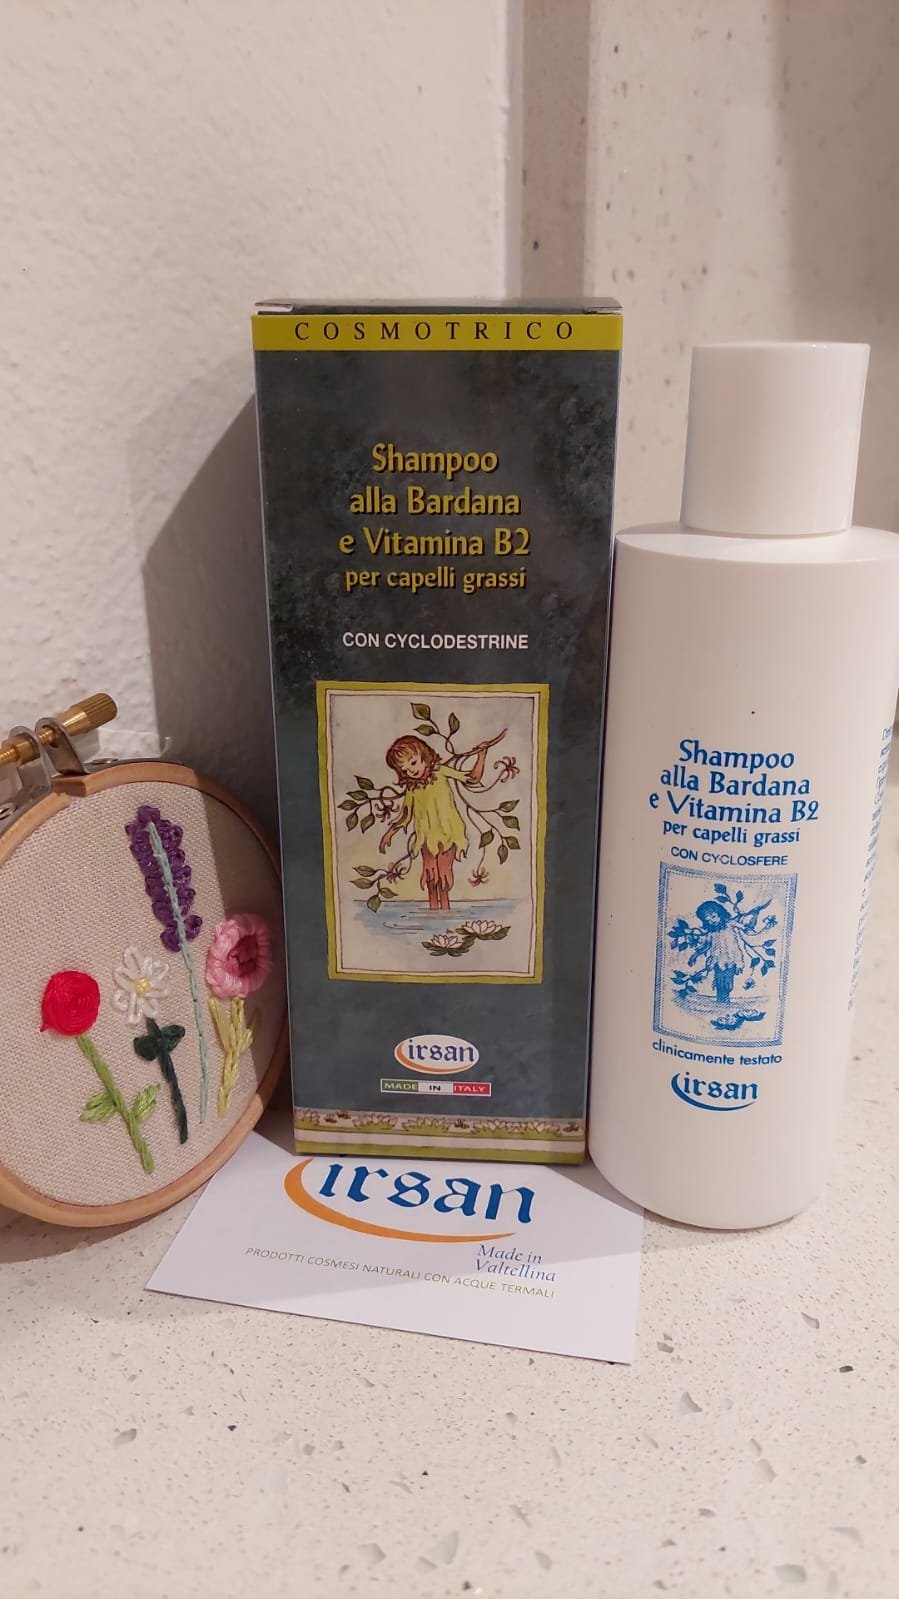 COSMOTRICO
Shampoo
alla Bardana
e Vitamina B2
per capelli grassi
CON CYCLODESTRINE
irsan
MADE IN ITALY
Shampoo
alla Bardana
e Vitamina B2
per capelli grassi
CON CYCLOSFERE
clinicamente testato
irsan
irsan
Made in
Valtellina
PRODOTTI COSMESI NATURALI CON ACQUE TERMALI